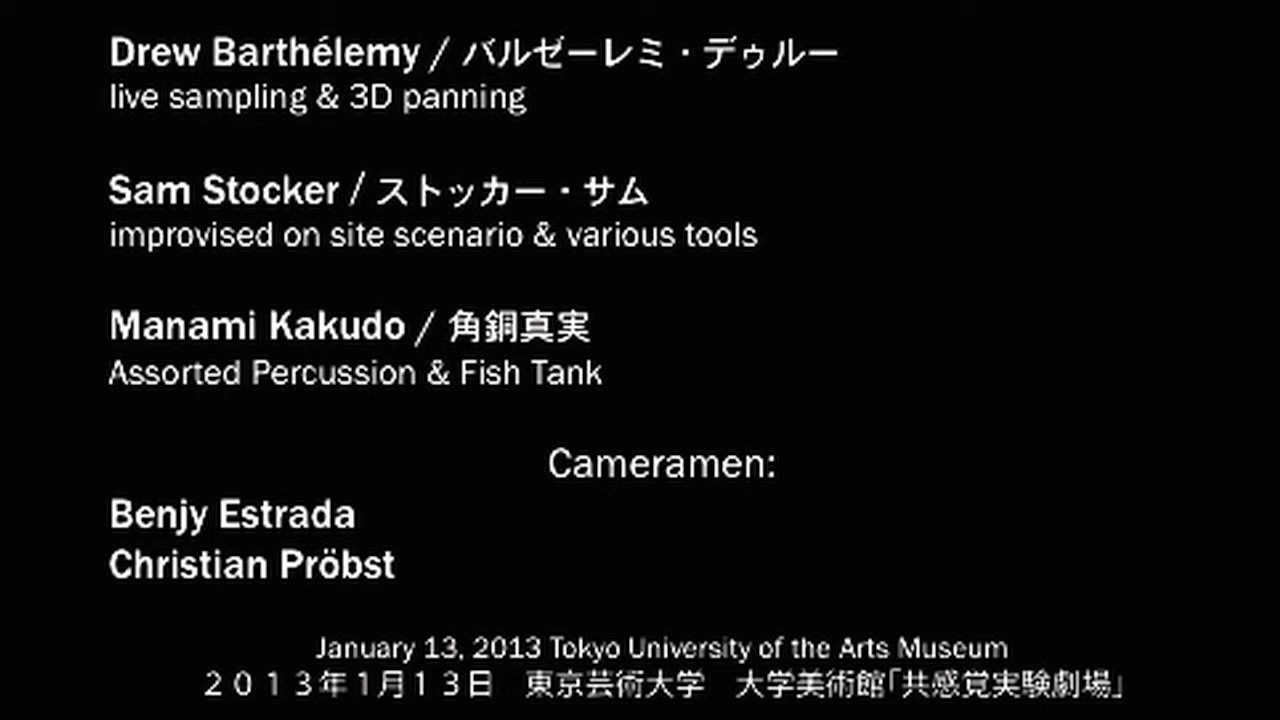 Drew Barthélemy / バルゼーレミ・デゥルー
live sampling & 3D panning
Sam Stocker / ストッカー・サム
improvised on site scenario & various tools
Manami Kakudo / 角銅真実
Assorted Percussion & Fish Tank
Cameramen:
Benjy Estrada
Christian Pröbst
January 13, 2013 Tokyo University of the Arts Museum
２０１３年１月１３日　東京芸術大学　大学美術館｢共感覚実験劇場｣